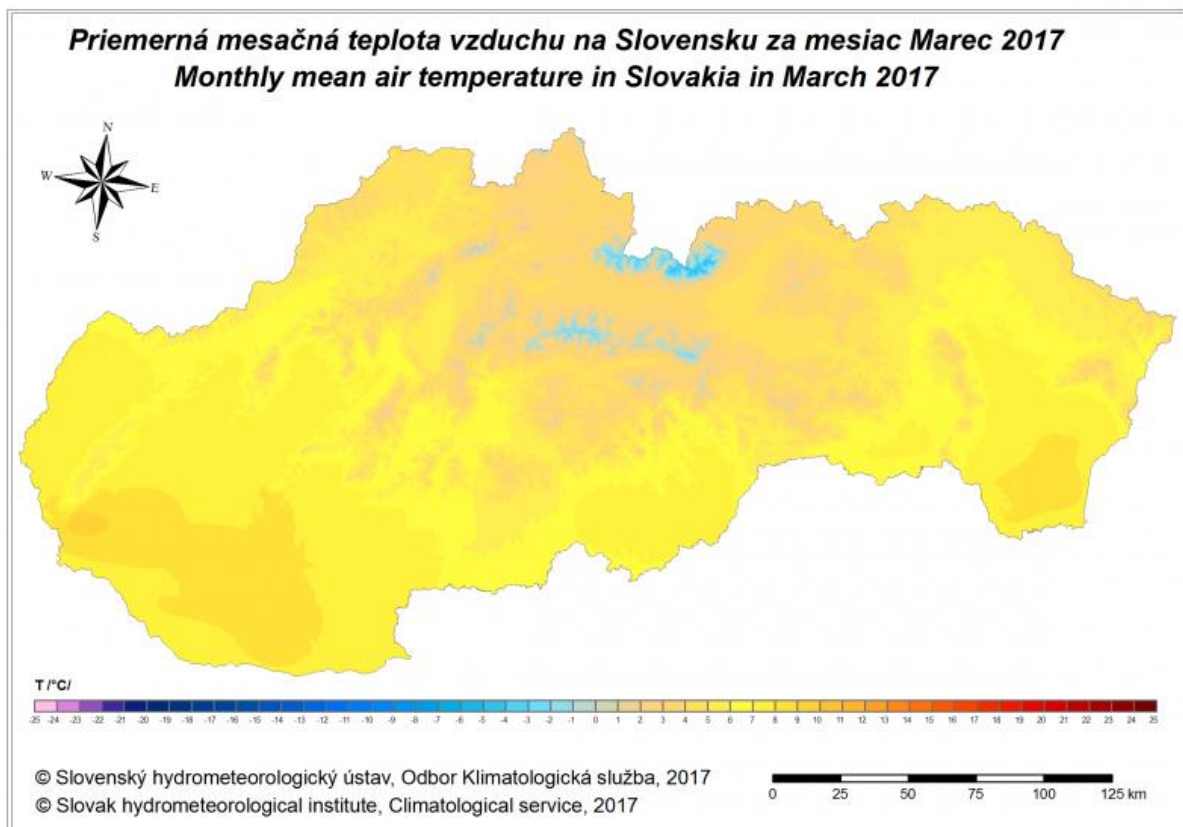 Priemerná mesačná teplota vzduchu na Slovensku za mesiac Marec 2017
Monthly mean air temperature in Slovakia in March 2017
N
W E
S
T /°C/
-25 -24 -23 -22 -21 -20 -19 -18 -17 -16 -15 -14 -13 -12 -11 -10 -9 -8 -7 -6 -5 -4 -3 -2 -1 0 1 2 3 4 5 6 7 8 9 10 11 12 13 14 15 16 17 18 19 20 21 22 23 24 25
© Slovenský hydrometeorologický ústav, Odbor Klimatologická služba, 2017
© Slovak hydrometeorological institute, Climatological service, 2017
0 25 50 75 100 125 km